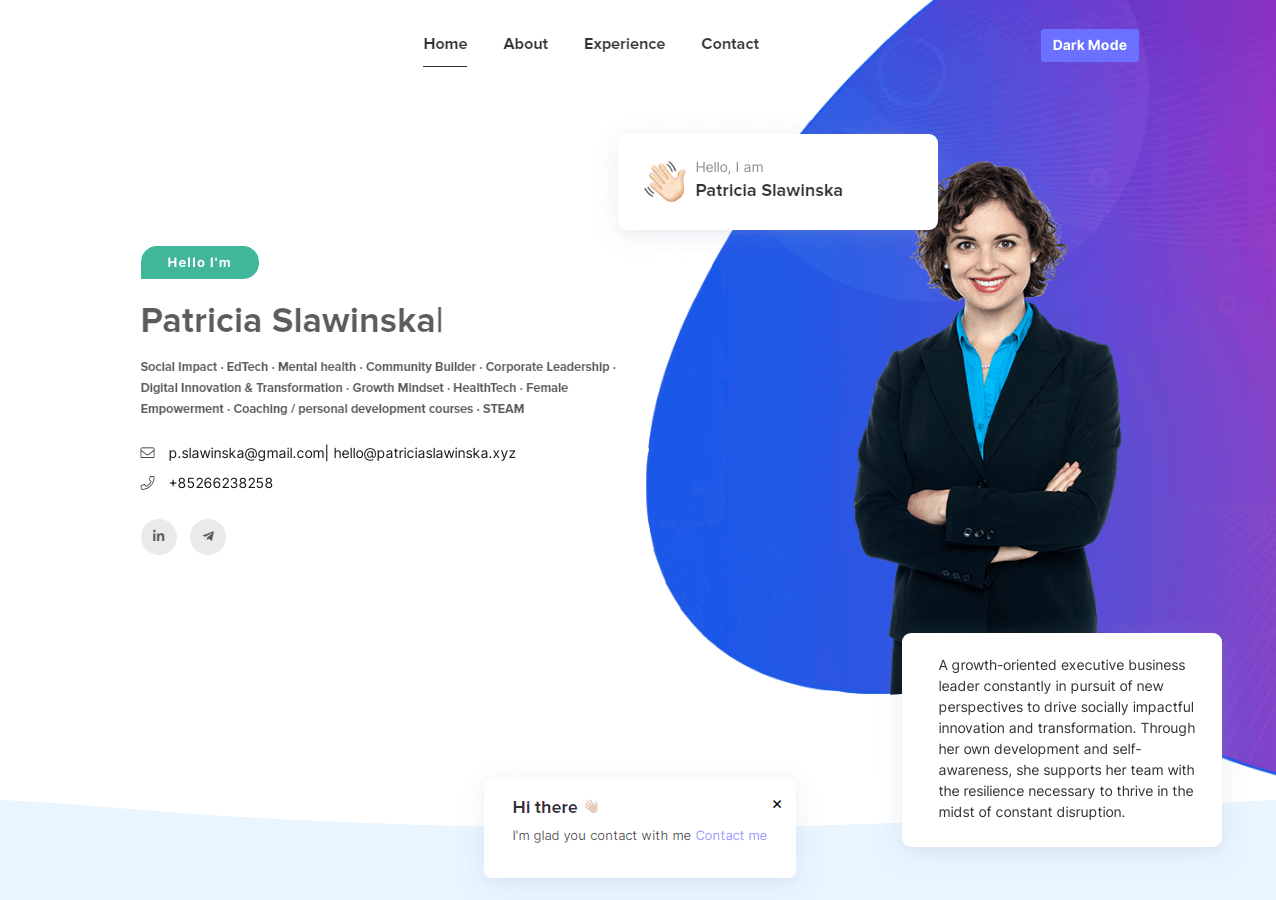 Home
About
Experience
Contact
Dark Mode
Hello, I am
Patricia Slawinska
Hello I'm
Patricia Slawinska|
Social Impact · EdTech · Mental health · Community Builder · Corporate Leadership ·
Digital Innovation & Transformation · Growth Mindset · HealthTech · Female
Empowerment · Coaching / personal development courses · STEAM
p.slawinska@gmail.com| hello@patriciaslawinska.xyz
+85266238258
in
A growth-oriented executive business
leader constantly in pursuit of new
perspectives to drive socially impactful
innovation and transformation. Through
her own development and self-
awareness, she supports her team with
the resilience necessary to thrive in the
midst of constant disruption.
Hi there 👋🏻
×
I'm glad you contact with me Contact me